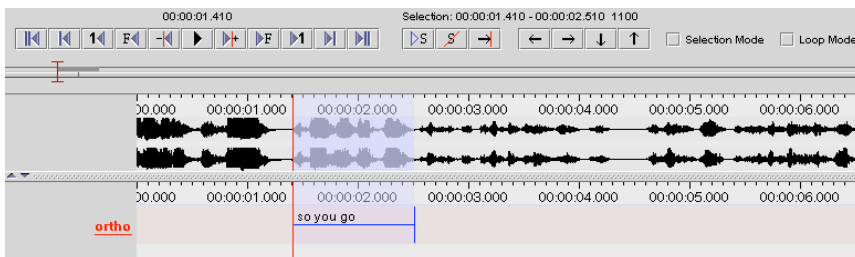 00:00:01.410 Selection: 00:00:01.410 - 00:00:02.510 1100
1 F - + F 1 S S Selection Mode Loop Mode
00.000 00:00:01.000 00:00:02.000 00:00:03.000 00:00:04.000 00:00:05.000 00:00:06.000
00.000 00:00:01.000 00:00:02.000 00:00:03.000 00:00:04.000 00:00:05.000 00:00:06.000
so you go
ortho